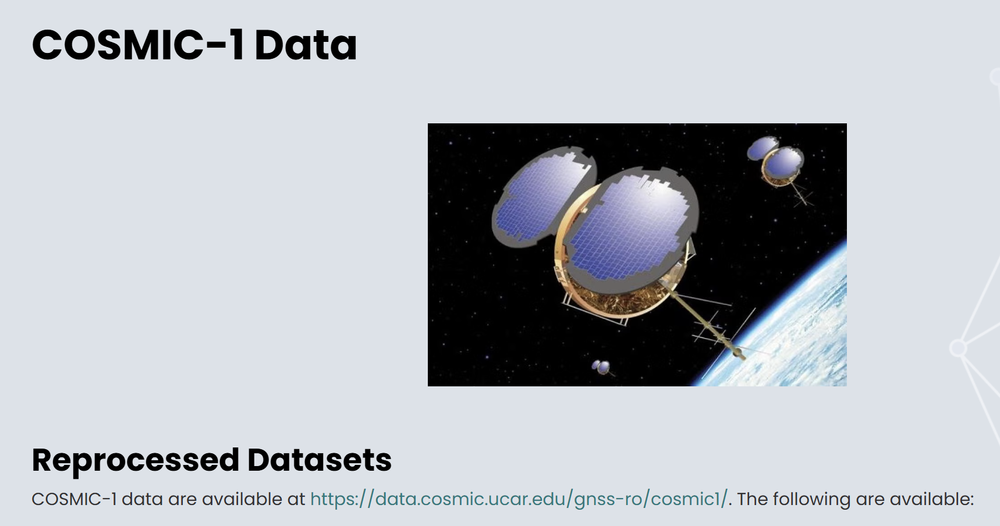 COSMIC-1 Data
Reprocessed Datasets
COSMIC-1 data are available at https://data.cosmic.ucar.edu/gnss-ro/cosmic1/. The following are available: